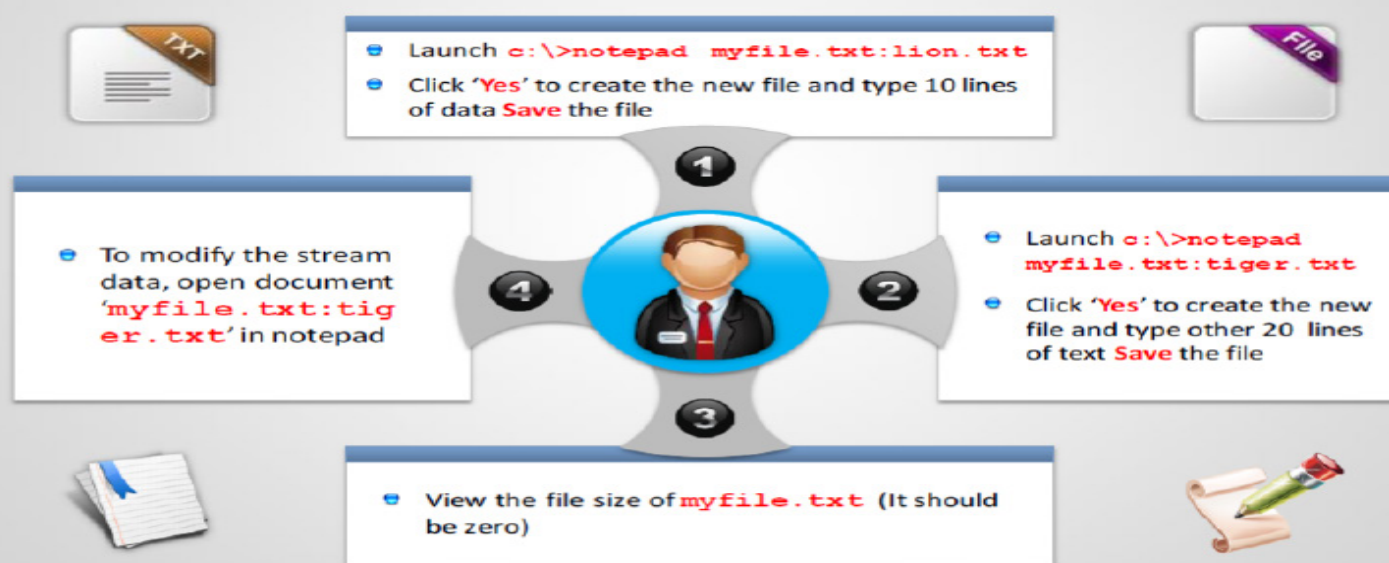 TXT
File
Launch c:\>notepad myfile.txt:lion.txt
Click ‘Yes’ to create the new file and type 10 lines
of data Save the file
1
Launch c:\>notepad
myfile.txt:tiger.txt
Click ‘Yes’ to create the new
file and type other 20 lines
of text Save the file
2
View the file size of myfile.txt (It should
be zero)
3
To modify the stream
data, open document
‘myfile.txt:tig
er.txt’ in notepad
4